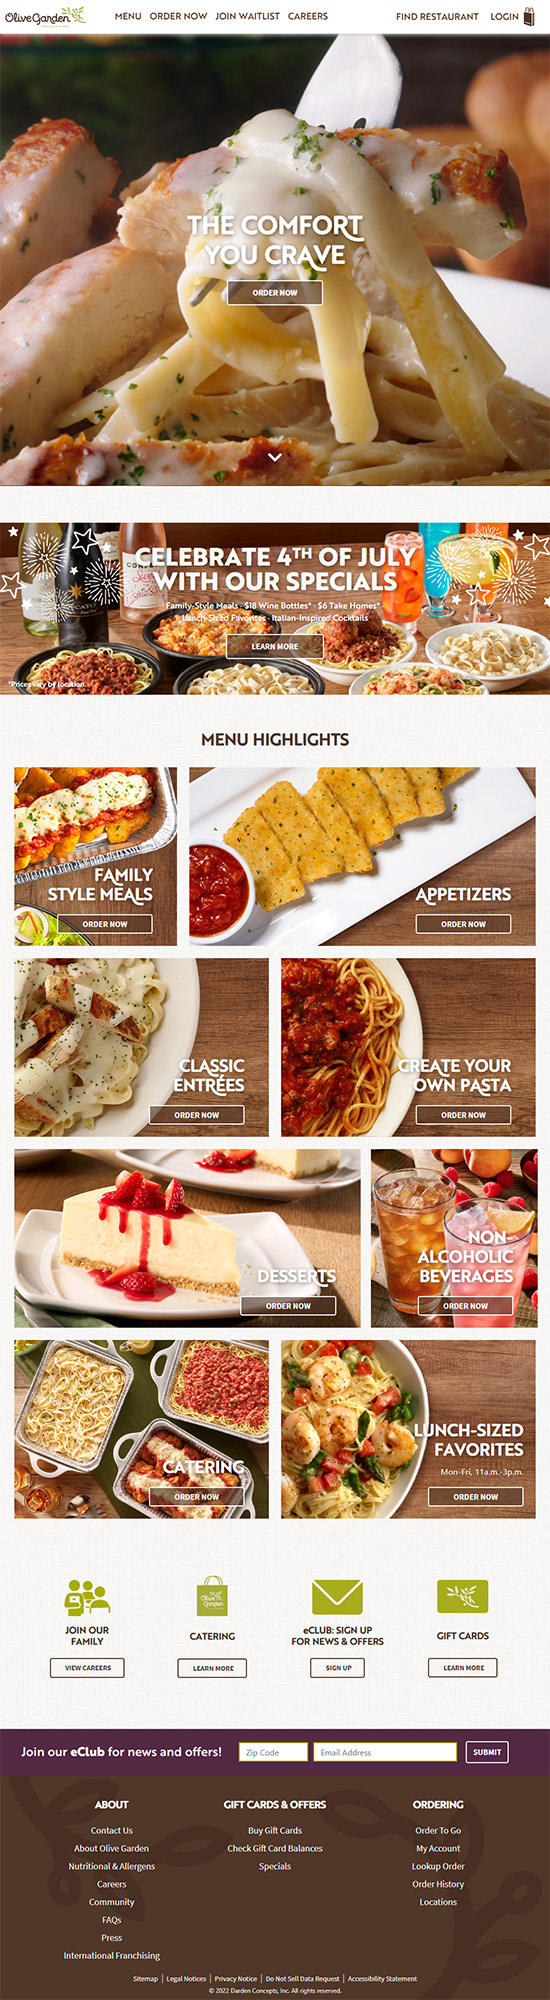 Olive Garden
MENU ORDER NOW JOIN WAITLIST CAREERS FIND RESTAURANT LOGIN
THE COMFORT
YOU CRAVE
ORDER NOW
CELEBRATE 4TH OF JULY
WITH OUR SPECIALS
Family-Style Meals · $18 Wine Bottles* · $6 Take Homes*
Lunch-Sized Favorites · Italian-Inspired Cocktails
LEARN MORE
*Prices vary by location.
MENU HIGHLIGHTS
FAMILY
STYLE MEALS
ORDER NOW
APPETIZERS
ORDER NOW
CLASSIC
ENTRÉES
ORDER NOW
CREATE YOUR
OWN PASTA
ORDER NOW
DESSERTS
ORDER NOW
NON-
ALCOHOLIC
BEVERAGES
ORDER NOW
CATERING
ORDER NOW
LUNCH-SIZED
FAVORITES
Mon-Fri, 11a.m.-3p.m.
ORDER NOW
JOIN OUR
FAMILY
VIEW CAREERS
Olive Garden
CATERING
LEARN MORE
eCLUB: SIGN UP
FOR NEWS & OFFERS
SIGN UP
GIFT CARDS
LEARN MORE
Join our eClub for news and offers! Zip Code Email Address SUBMIT
ABOUT
Contact Us
About Olive Garden
Nutritional & Allergens
Careers
Community
FAQs
Press
International Franchising
GIFT CARDS & OFFERS
Buy Gift Cards
Check Gift Card Balances
Specials
ORDERING
Order To Go
My Account
Lookup Order
Order History
Locations
Sitemap | Legal Notices | Privacy Notice | Do Not Sell Data Request | Accessibility Statement
© 2022 Darden Concepts, Inc. All rights reserved.